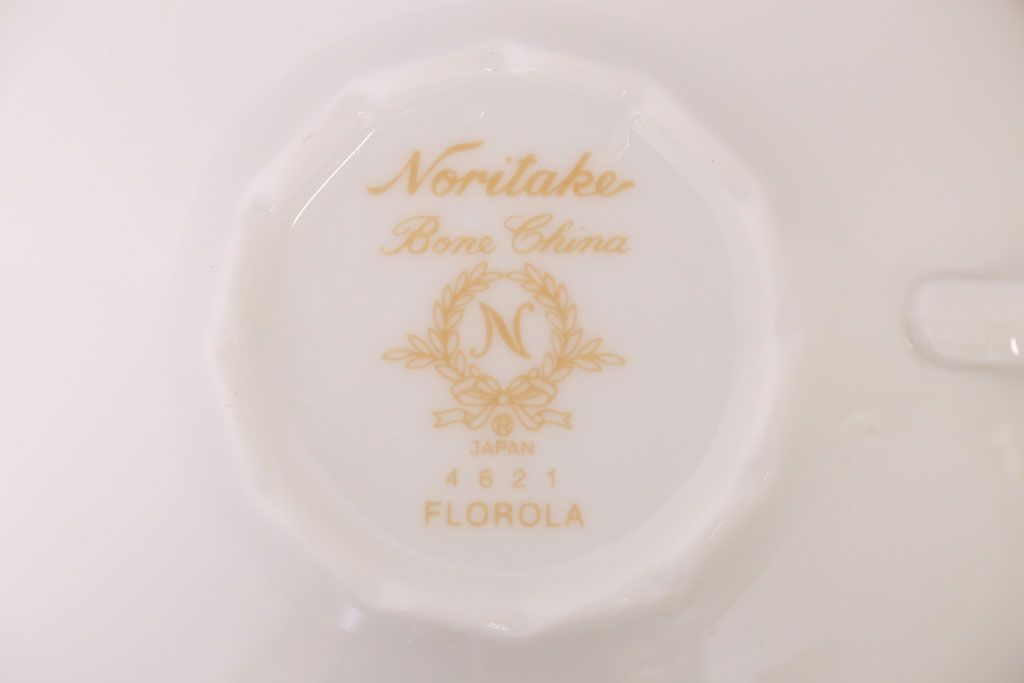 Noritake
Bone China
N
®
JAPAN
4621
FLOROLA